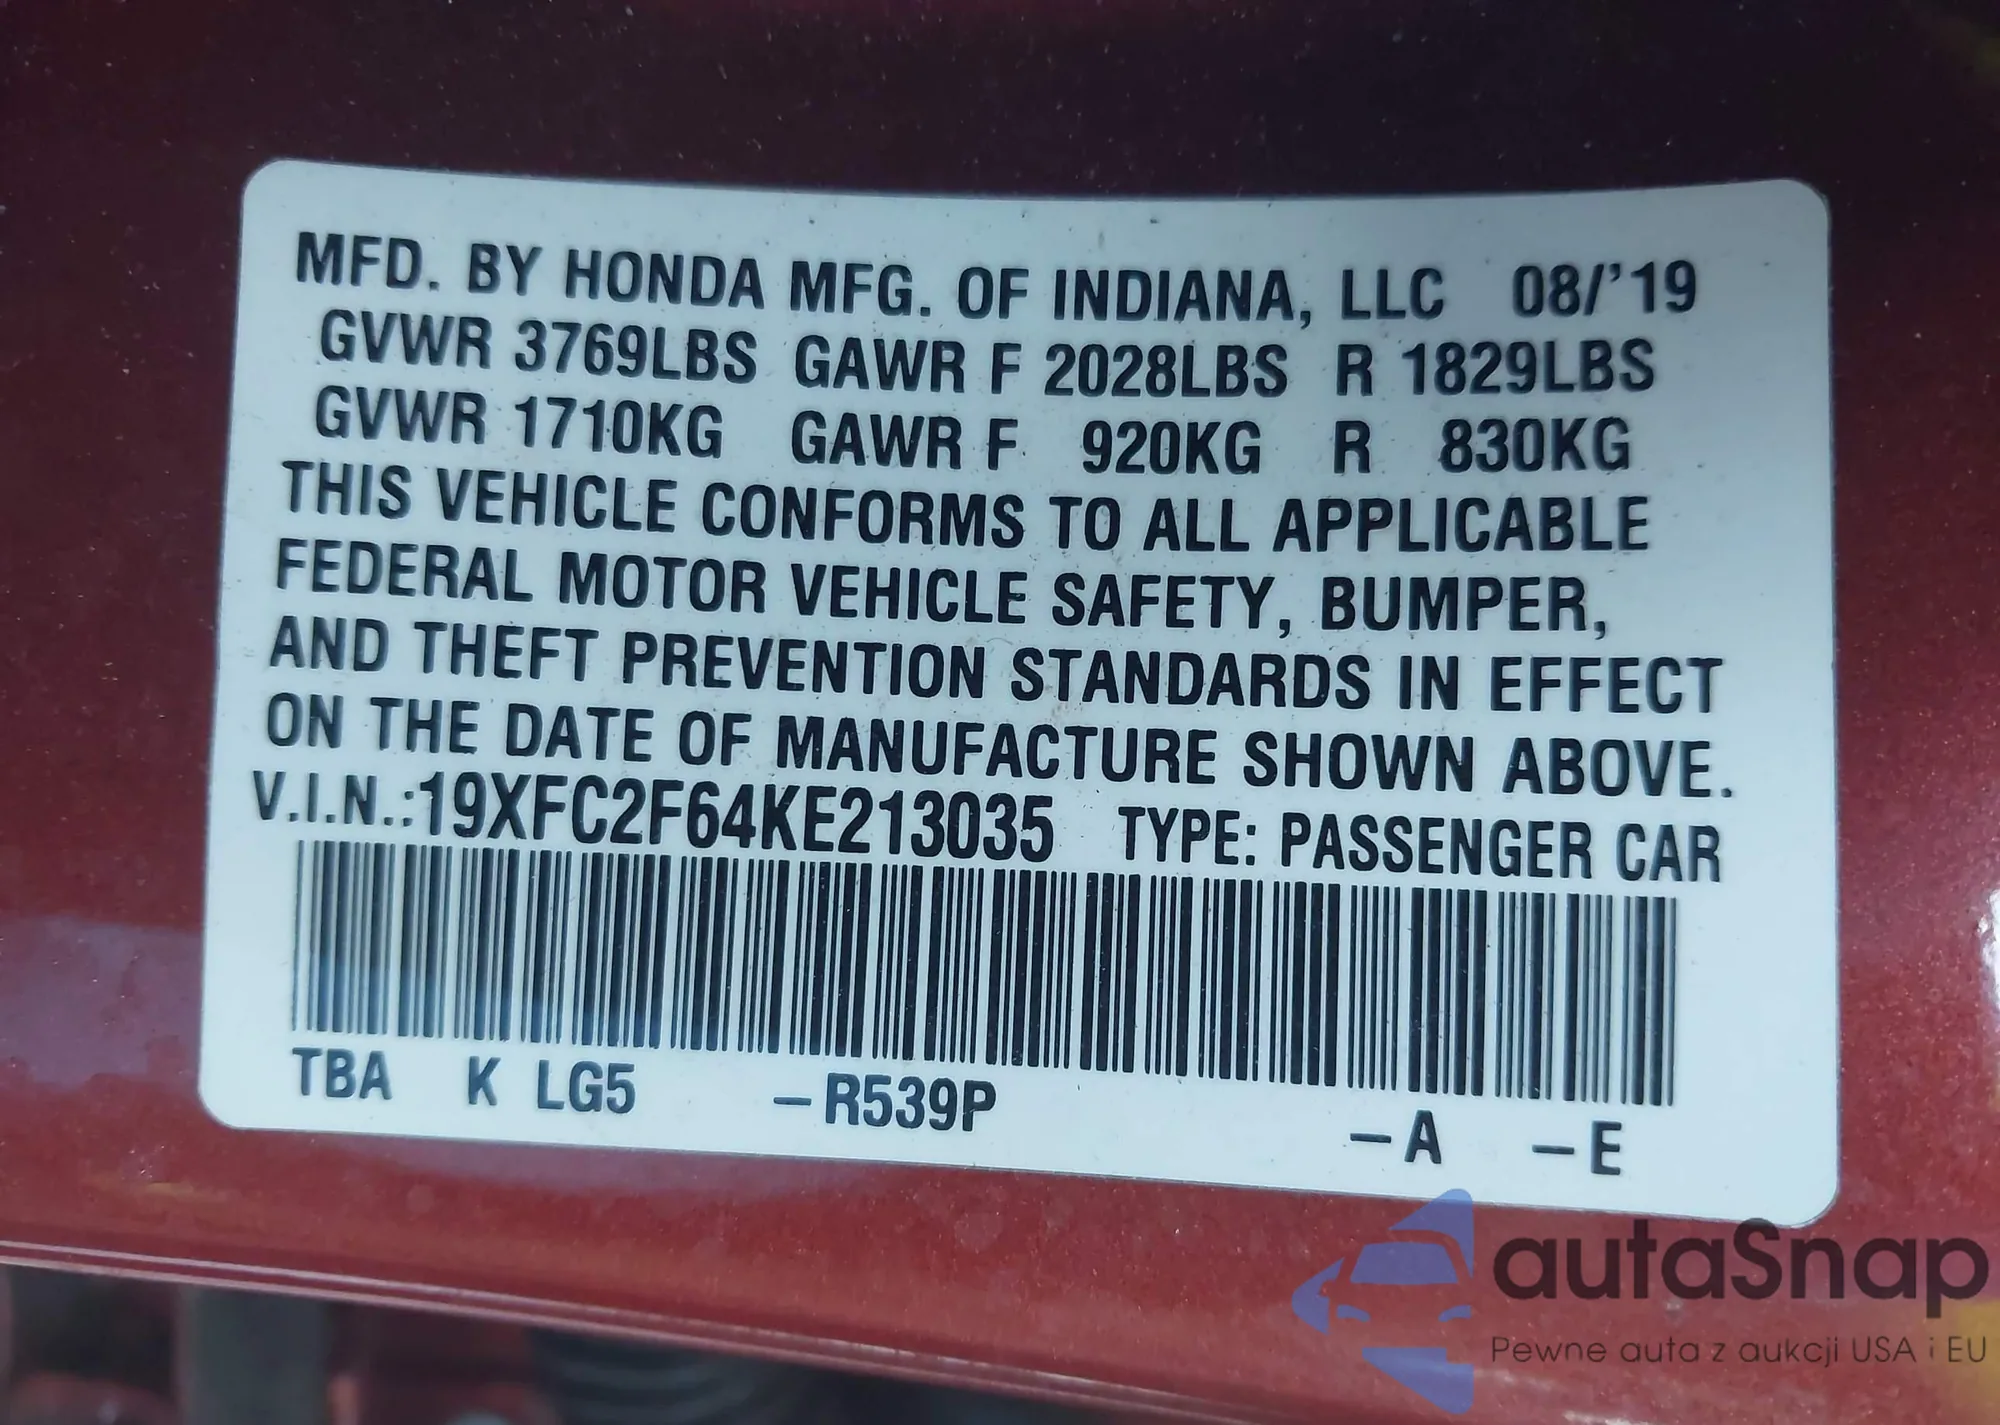 MFD. BY HONDA MFG. OF INDIANA, LLC 08/'19
GVWR 3769LBS GAWR F 2028LBS R 1829LBS
GVWR 1710KG GAWR F 920KG R 830KG
THIS VEHICLE CONFORMS TO ALL APPLICABLE
FEDERAL MOTOR VEHICLE SAFETY, BUMPER,
AND THEFT PREVENTION STANDARDS IN EFFECT
ON THE DATE OF MANUFACTURE SHOWN ABOVE.
V.I.N.:19XFC2F64KE213035 TYPE: PASSENGER CAR
TBA K LG5 –R539P –A –E
autaSnap
Pewne auta z aukcji USA i EU